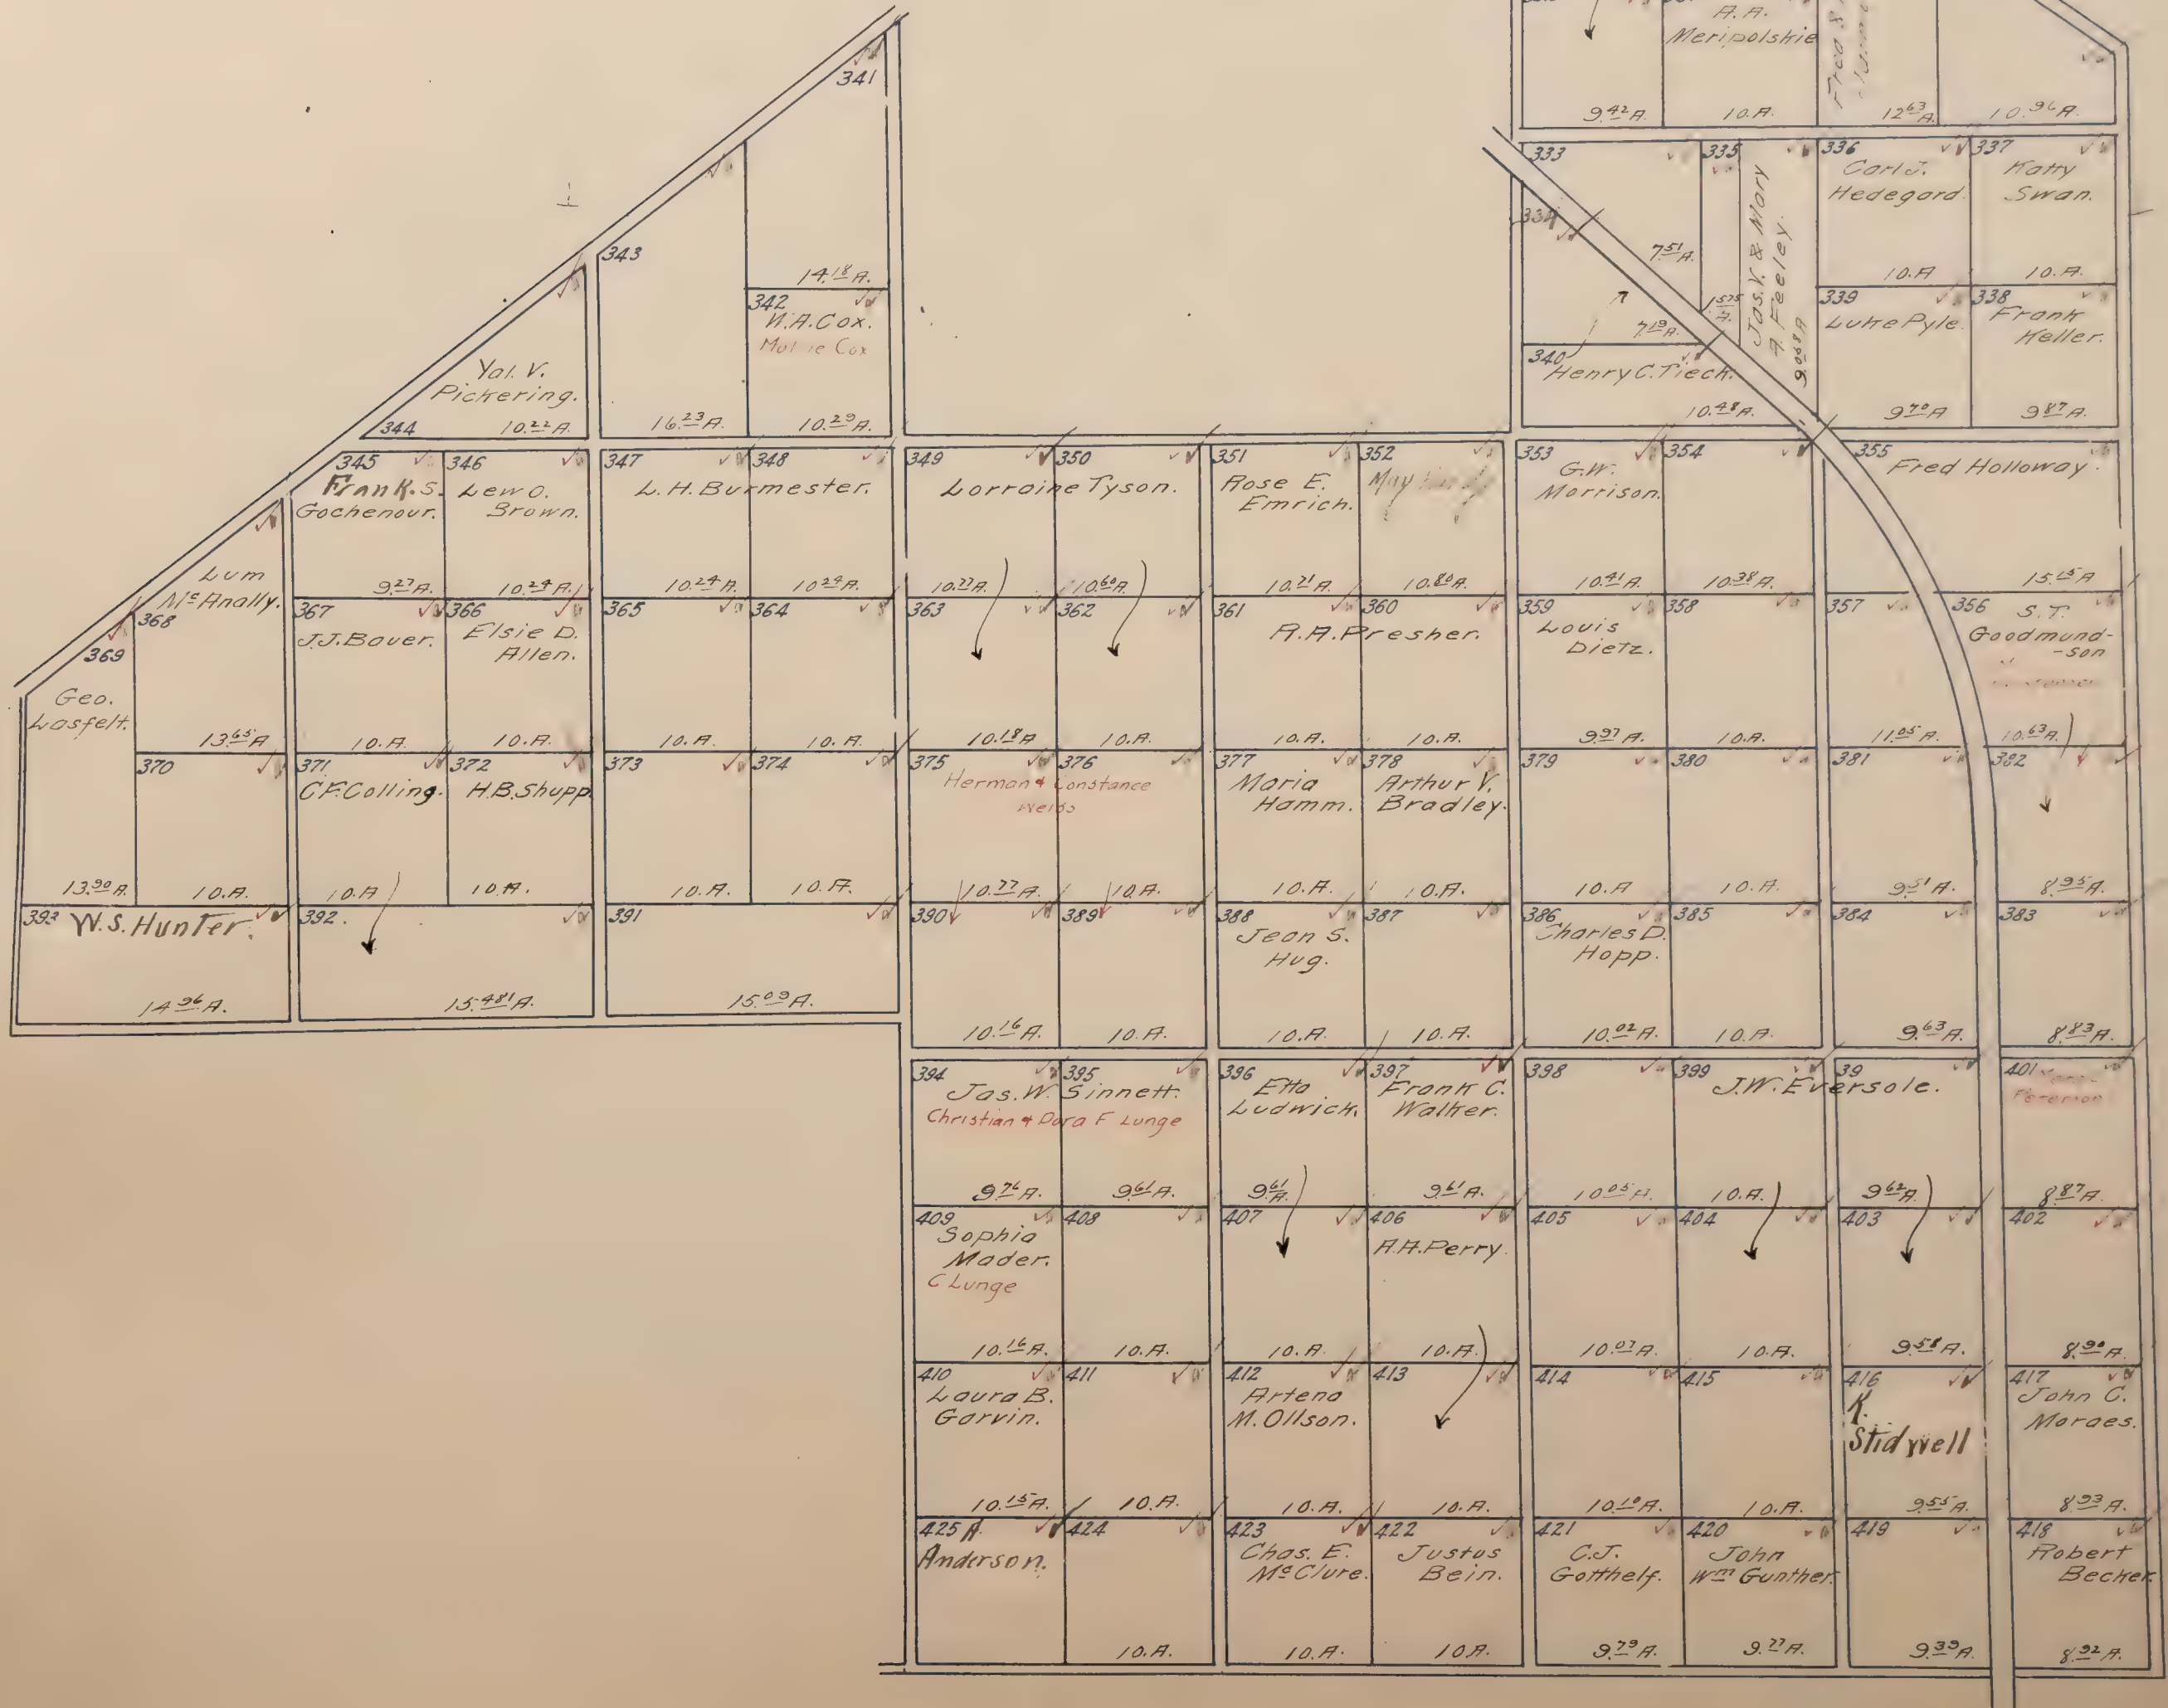 A.A.
Meripolskie
Fred &
9.42 A.
10.A.
12.63 A.
10.96 A.
341
14.18 A.
342
W.A.Cox.
Cox
10.29 A.
343
16.23 A.
Val. V.
Pickering.
344
10.22 A.
333
7.51 A.
334
7.19 A.
335
1.575 A.
Jas.V. & Mary
A. Feeley.
9.068 A
336
Carl J.
Hedegard.
10.A
337
Katy
Swan.
10.A.
339
Luke Pyle.
9.70 A
338
Frank
Keller.
9.87 A.
340
Henry C. Tieck.
10.48 A.
345
Frank S.
Gochenour.
9.27 A.
346
Lew O.
Brown.
10.24 A.
347
348
L.H.Burmester.
10.24 A.
10.24 A.
349
350
Lorraine Tyson.
10.77 A.
10.60 A.
351
Rose E.
Emrich.
10.71 A.
352
May
10.80 A.
353
G.W.
Morrison.
10.41 A.
354
10.38 A.
355
Fred Holloway.
15.15 A
Lum
McAnally.
368
13.65 A
367
J.J.Bauer.
10.A.
366
Elsie D.
Allen.
10.A.
365
10.A.
364
10.A.
363
10.18 A
362
10.A.
361
360
R.A.Presher.
10.A.
10.A.
359
Louis
Dietz.
9.97 A.
358
10.A.
357
11.05 A
356
S.T.
Goodmund-
-son
10.63 A
369
Geo.
Lasfelt.
13.90 A.
370
10.A.
371
C.F.Colling.
10.A
372
H.B.Shupp
10.A.
373
10.A.
374
10.A.
375
376
Herman & Constance
Weiss
10.77 A.
10.A.
377
Maria
Hamm.
10.A.
378
Arthur V.
Bradley.
10.A.
379
10.A
380
10.A.
381
9.51 A.
382
8.95 A.
393
W.S. Hunter.
14.96 A.
392.
15.481 A.
391
15.09 A.
390
10.16 A.
389
10.A.
388
Jean S.
Hug.
10.A.
387
10.A.
386
Charles D.
Hopp.
10.02 A.
385
10.A.
384
9.63 A.
383
8.83 A.
394
395
Jas. W. Sinnett.
Christian & Dora F Lunge
9.76 A.
9.61 A.
396
Etta
Ludwick.
9.61 A.
397
Frank C.
Walker.
9.61 A.
398
10.05 A.
399
39
J.W.Eversole.
10.A.
9.62 A.
401
8.87 A.
409
Sophia
Mader.
C Lunge
10.16 A.
408
10.A.
407
10.A.
406
A.A.Perry.
10.A.
405
10.07 A.
404
10.A.
403
9.58 A.
402
8.90 A.
410
Laura B.
Garvin.
10.15 A.
411
10.A.
412
Artena
M.Ollson.
10.A.
413
10.A.
414
10.10 A.
415
10.A.
416
K.
Stidwell
9.55 A.
417
John C.
Moraes.
8.93 A.
425
A.
Anderson.
424
10.A.
423
Chas. E.
McClure.
10.A.
422
Justus
Bein.
10.A.
421
C.J.
Gotthelf.
9.79 A.
420
John
Wm Gunther.
9.77 A.
419
9.39 A.
418
Robert
Becker.
8.92 A.